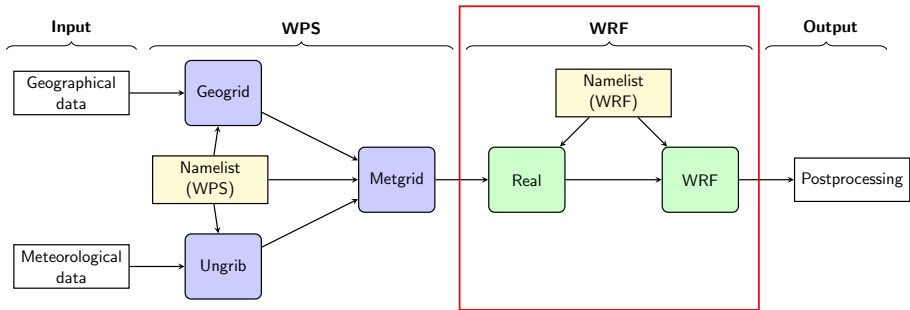 Input
WPS
WRF
Output
Geographical
data
Geogrid
Namelist
(WRF)
Namelist
(WPS)
Metgrid
Real
WRF
Postprocessing
Meteorological
data
Ungrib